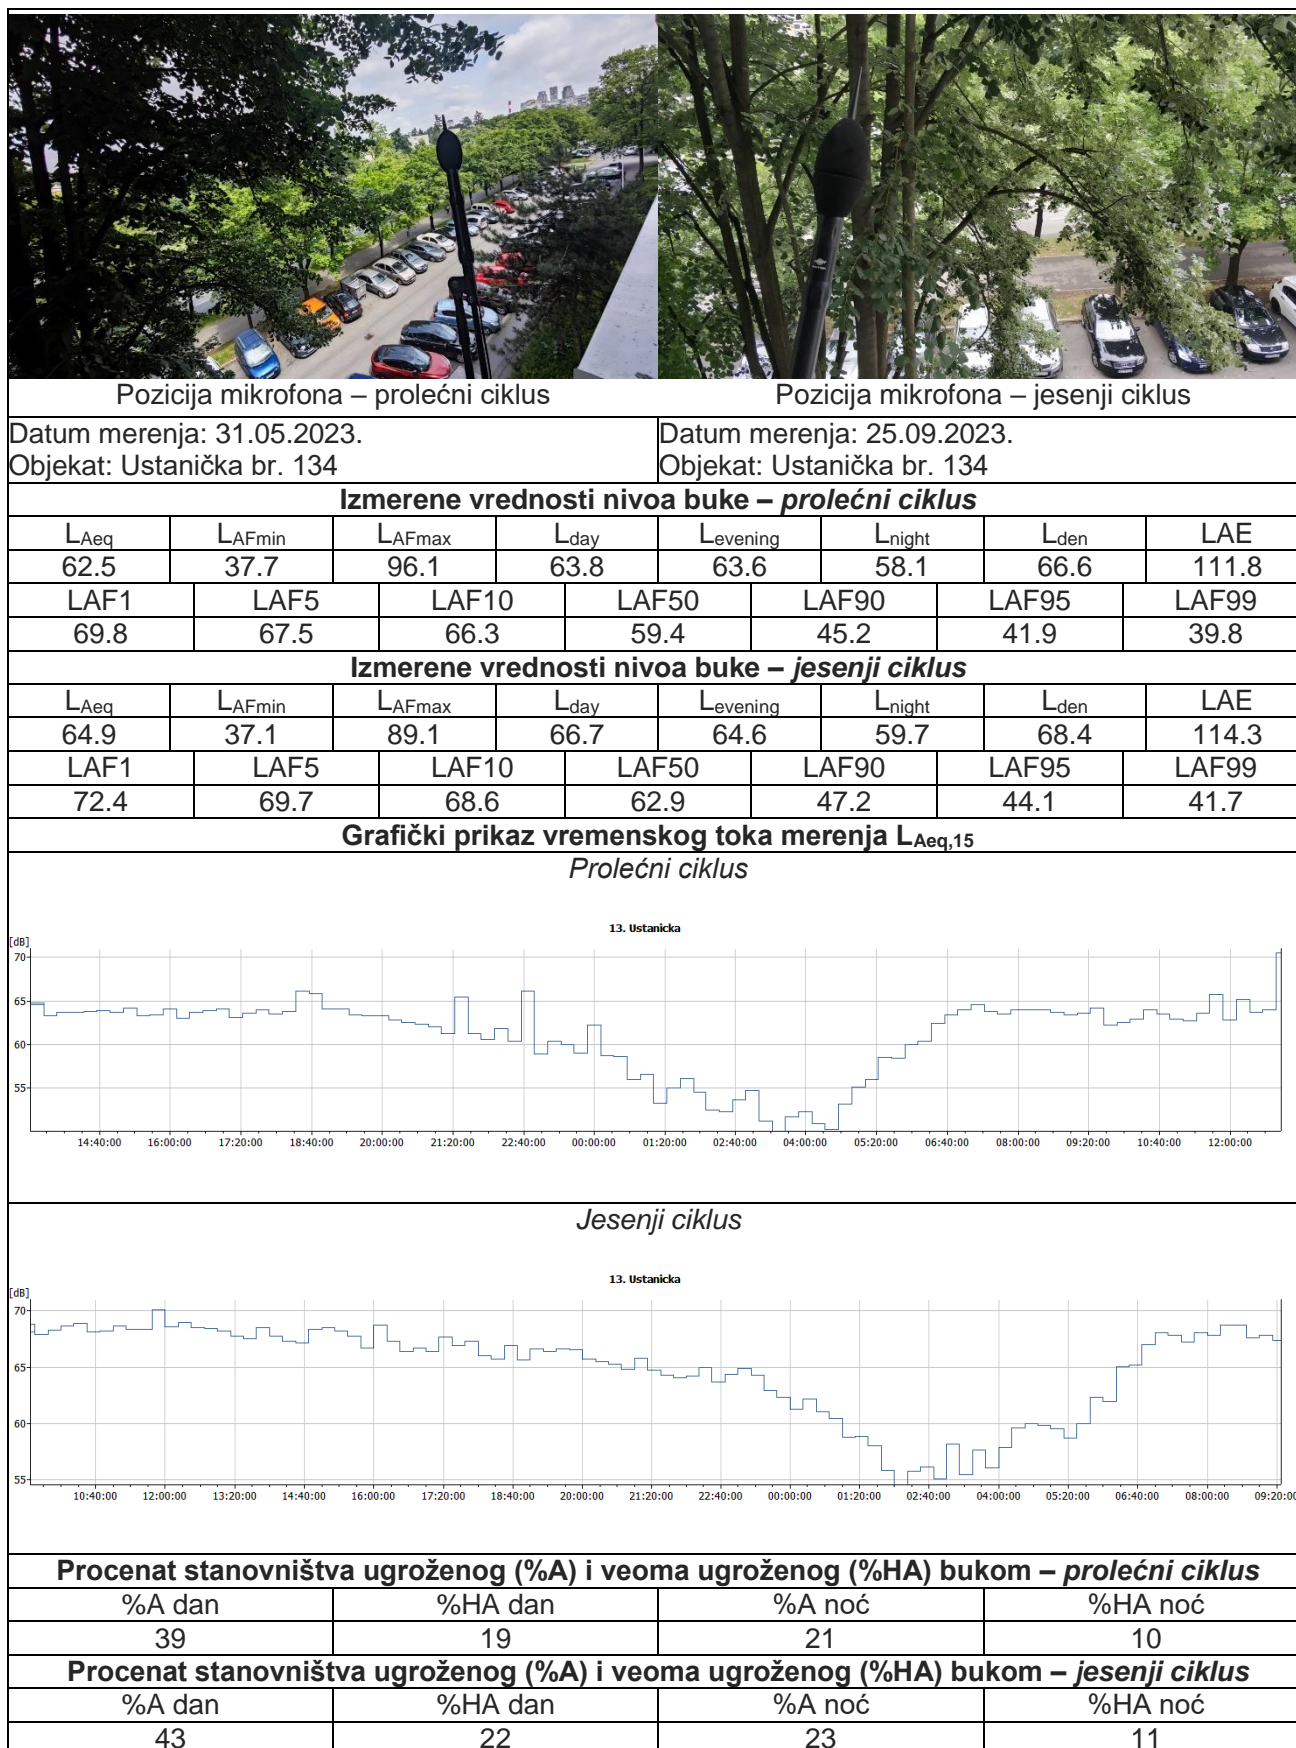 Pozicija mikrofona – prolećni ciklus
Pozicija mikrofona – jesenji ciklus
Datum merenja: 31.05.2023.
Objekat: Ustanička br. 134
Datum merenja: 25.09.2023.
Objekat: Ustanička br. 134
Izmerene vrednosti nivoa buke – prolećni ciklus
LAeq LAFmin LAFmax Lday Levening Lnight Lden LAE
62.5 37.7 96.1 63.8 63.6 58.1 66.6 111.8
LAF1 LAF5 LAF10 LAF50 LAF90 LAF95 LAF99
69.8 67.5 66.3 59.4 45.2 41.9 39.8
Izmerene vrednosti nivoa buke – jesenji ciklus
LAeq LAFmin LAFmax Lday Levening Lnight Lden LAE
64.9 37.1 89.1 66.7 64.6 59.7 68.4 114.3
LAF1 LAF5 LAF10 LAF50 LAF90 LAF95 LAF99
72.4 69.7 68.6 62.9 47.2 44.1 41.7
Grafički prikaz vremenskog toka merenja LAeq,15
Prolećni ciklus
13. Ustanicka
[dB]
70
65
60
55
14:40:00 16:00:00 17:20:00 18:40:00 20:00:00 21:20:00 22:40:00 00:00:00 01:20:00 02:40:00 04:00:00 05:20:00 06:40:00 08:00:00 09:20:00 10:40:00 12:00:00
Jesenji ciklus
13. Ustanicka
[dB]
70
65
60
55
10:40:00 12:00:00 13:20:00 14:40:00 16:00:00 17:20:00 18:40:00 20:00:00 21:20:00 22:40:00 00:00:00 01:20:00 02:40:00 04:00:00 05:20:00 06:40:00 08:00:00 09:20:00
Procenat stanovništva ugroženog (%A) i veoma ugroženog (%HA) bukom – prolećni ciklus
%A dan %HA dan %A noć %HA noć
39 19 21 10
Procenat stanovništva ugroženog (%A) i veoma ugroženog (%HA) bukom – jesenji ciklus
%A dan %HA dan %A noć %HA noć
43 22 23 11